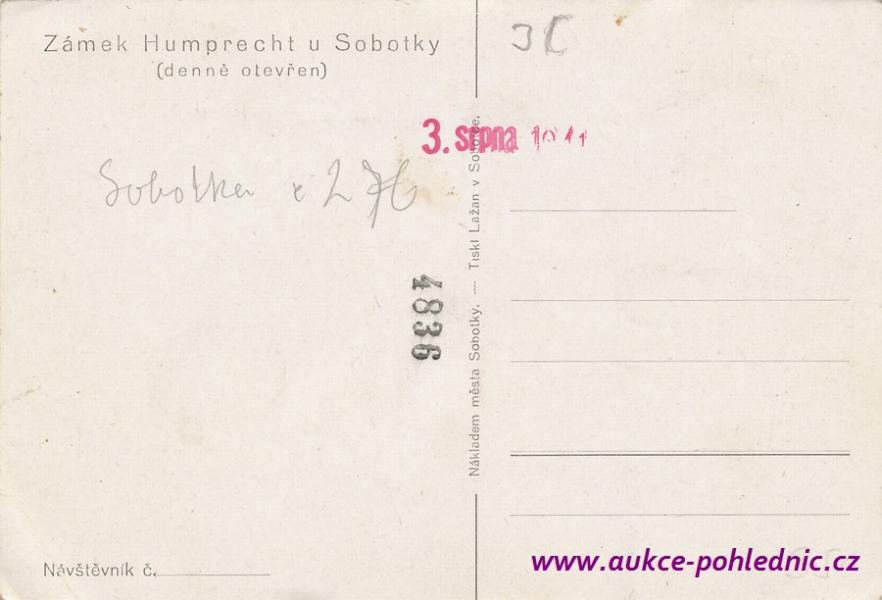 Zámek Humprecht u Sobotky
(denně otevřen)
3. srpna 1941
Sobotka
4836
Nákladem města Sobotky. — Tiskl Lažan v Sobotce.
Návštěvník č.
www.aukce-pohlednic.cz